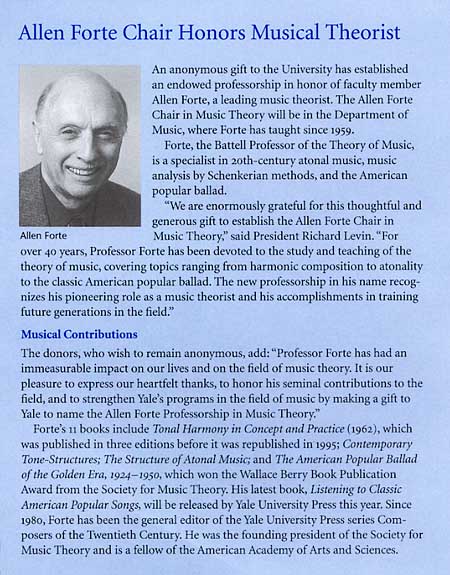 Allen Forte Chair Honors Musical Theorist
An anonymous gift to the University has established
an endowed professorship in honor of faculty member
Allen Forte, a leading music theorist. The Allen Forte
Chair in Music Theory will be in the Department of
Music, where Forte has taught since 1959.
Forte, the Battell Professor of the Theory of Music,
is a specialist in 20th-century atonal music, music
analysis by Schenkerian methods, and the American
popular ballad.
“We are enormously grateful for this thoughtful and
generous gift to establish the Allen Forte Chair in
Allen Forte
Music Theory,” said President Richard Levin. “For
over 40 years, Professor Forte has been devoted to the study and teaching of the
theory of music, covering topics ranging from harmonic composition to atonality
to the classic American popular ballad. The new professorship in his name recog-
nizes his pioneering role as a music theorist and his accomplishments in training
future generations in the field.”
Musical Contributions
The donors, who wish to remain anonymous, add: “Professor Forte has had an
immeasurable impact on our lives and on the field of music theory. It is our
pleasure to express our heartfelt thanks, to honor his seminal contributions to the
field, and to strengthen Yale’s programs in the field of music by making a gift to
Yale to name the Allen Forte Professorship in Music Theory.”
Forte’s 11 books include Tonal Harmony in Concept and Practice (1962), which
was published in three editions before it was republished in 1995; Contemporary
Tone-Structures; The Structure of Atonal Music; and The American Popular Ballad
of the Golden Era, 1924–1950, which won the Wallace Berry Book Publication
Award from the Society for Music Theory. His latest book, Listening to Classic
American Popular Songs, will be released by Yale University Press this year. Since
1980, Forte has been the general editor of the Yale University Press series Com-
posers of the Twentieth Century. He was the founding president of the Society for
Music Theory and is a fellow of the American Academy of Arts and Sciences.